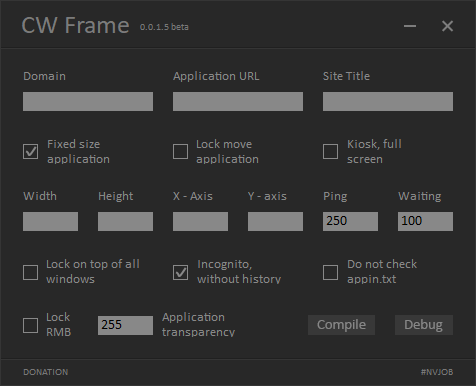 CW Frame 0.0.1.5 beta
Domain Application URL Site Title
Fixed size Lock move Kiosk, full
application application screen
Width Height X - Axis Y - axis Ping Waiting
250 100
Lock on top of all Incognito, Do not check
windows without history appin.txt
Lock 255 Application Compile Debug
RMB transparency
DONATION #NVJOB